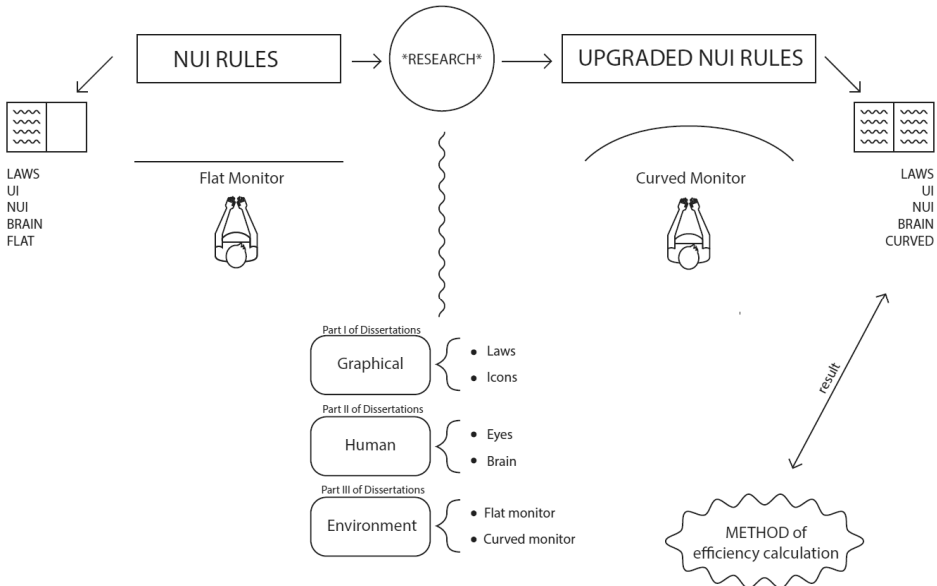 NUI RULES
*RESEARCH*
UPGRADED NUI RULES
LAWS
UI
NUI
BRAIN
FLAT
Flat Monitor
Curved Monitor
LAWS
UI
NUI
BRAIN
CURVED
Part I of Dissertations
Graphical
• Laws
• Icons
Part II of Dissertations
Human
• Eyes
• Brain
Part III of Dissertations
Environment
• Flat monitor
• Curved monitor
result
METHOD of
efficiency calculation